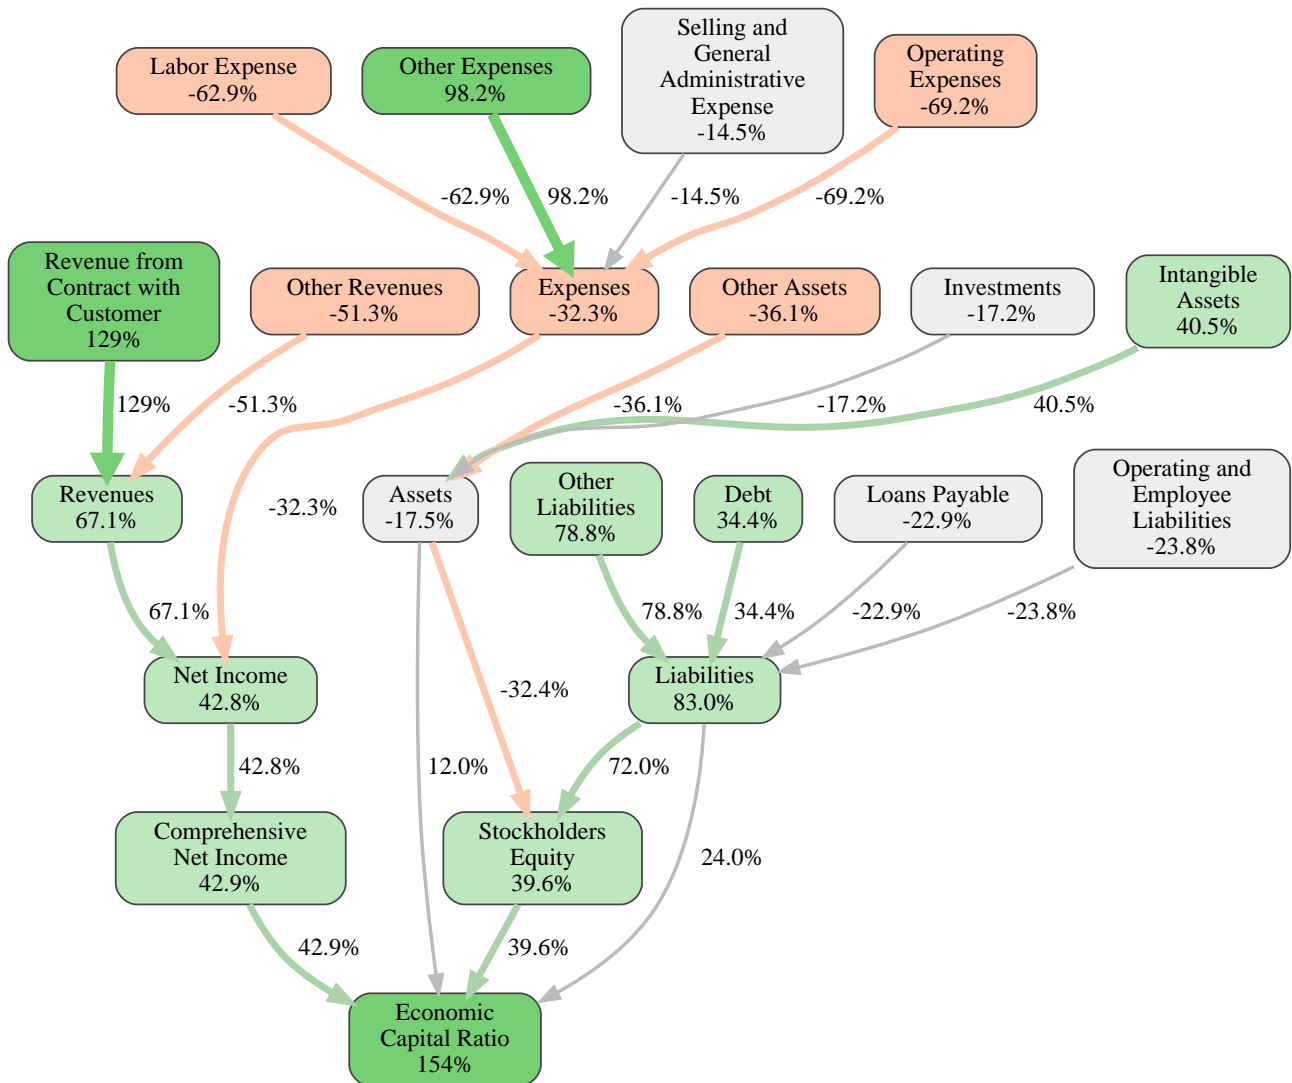 Labor Expense
-62.9%
Other Expenses
98.2%
Selling and
General
Administrative
Expense
-14.5%
Operating
Expenses
-69.2%
-62.9%
98.2%
-14.5%
-69.2%
Revenue from
Contract with
Customer
129%
Other Revenues
-51.3%
Expenses
-32.3%
Other Assets
-36.1%
Investments
-17.2%
Intangible
Assets
40.5%
129%
-51.3%
-36.1%
-17.2%
40.5%
Revenues
67.1%
-32.3%
Assets
-17.5%
Other
Liabilities
78.8%
Debt
34.4%
Loans Payable
-22.9%
Operating and
Employee
Liabilities
-23.8%
67.1%
78.8%
34.4%
-22.9%
-23.8%
Net Income
42.8%
-32.4%
Liabilities
83.0%
42.8%
12.0%
72.0%
Comprehensive
Net Income
42.9%
Stockholders
Equity
39.6%
24.0%
42.9%
39.6%
Economic
Capital Ratio
154%